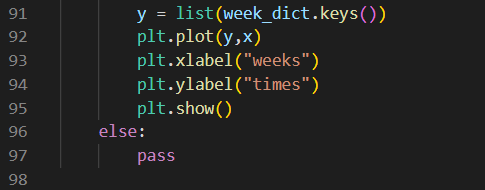 91 y = list(week_dict.keys())
92 plt.plot(y,x)
93 plt.xlabel("weeks")
94 plt.ylabel("times")
95 plt.show()
96 else:
97 pass
98